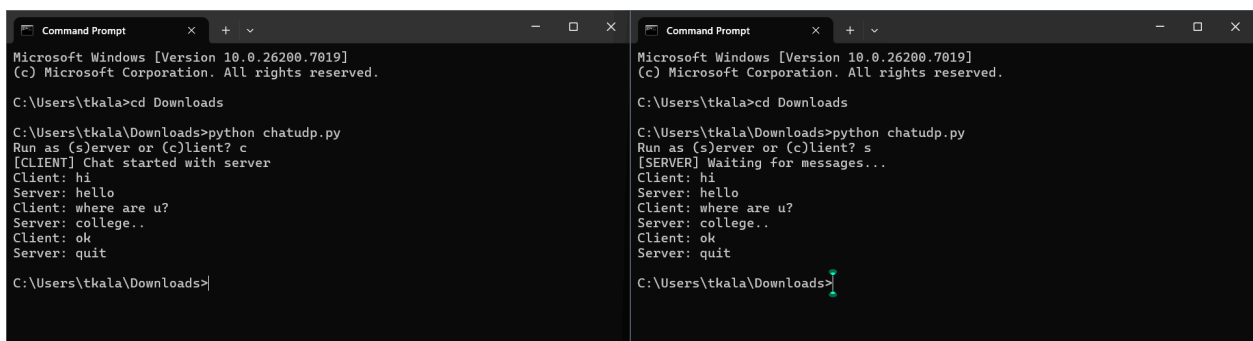 Command Prompt
Microsoft Windows [Version 10.0.26200.7019]
(c) Microsoft Corporation. All rights reserved.
C:\Users\tkala>cd Downloads
C:\Users\tkala\Downloads>python chatudp.py
Run as (s)erver or (c)lient? c
[CLIENT] Chat started with server
Client: hi
Server: hello
Client: where are u?
Server: college..
Client: ok
Server: quit
C:\Users\tkala\Downloads>
Command Prompt
Microsoft Windows [Version 10.0.26200.7019]
(c) Microsoft Corporation. All rights reserved.
C:\Users\tkala>cd Downloads
C:\Users\tkala\Downloads>python chatudp.py
Run as (s)erver or (c)lient? s
[SERVER] Waiting for messages...
Client: hi
Server: hello
Client: where are u?
Server: college..
Client: ok
Server: quit
C:\Users\tkala\Downloads>